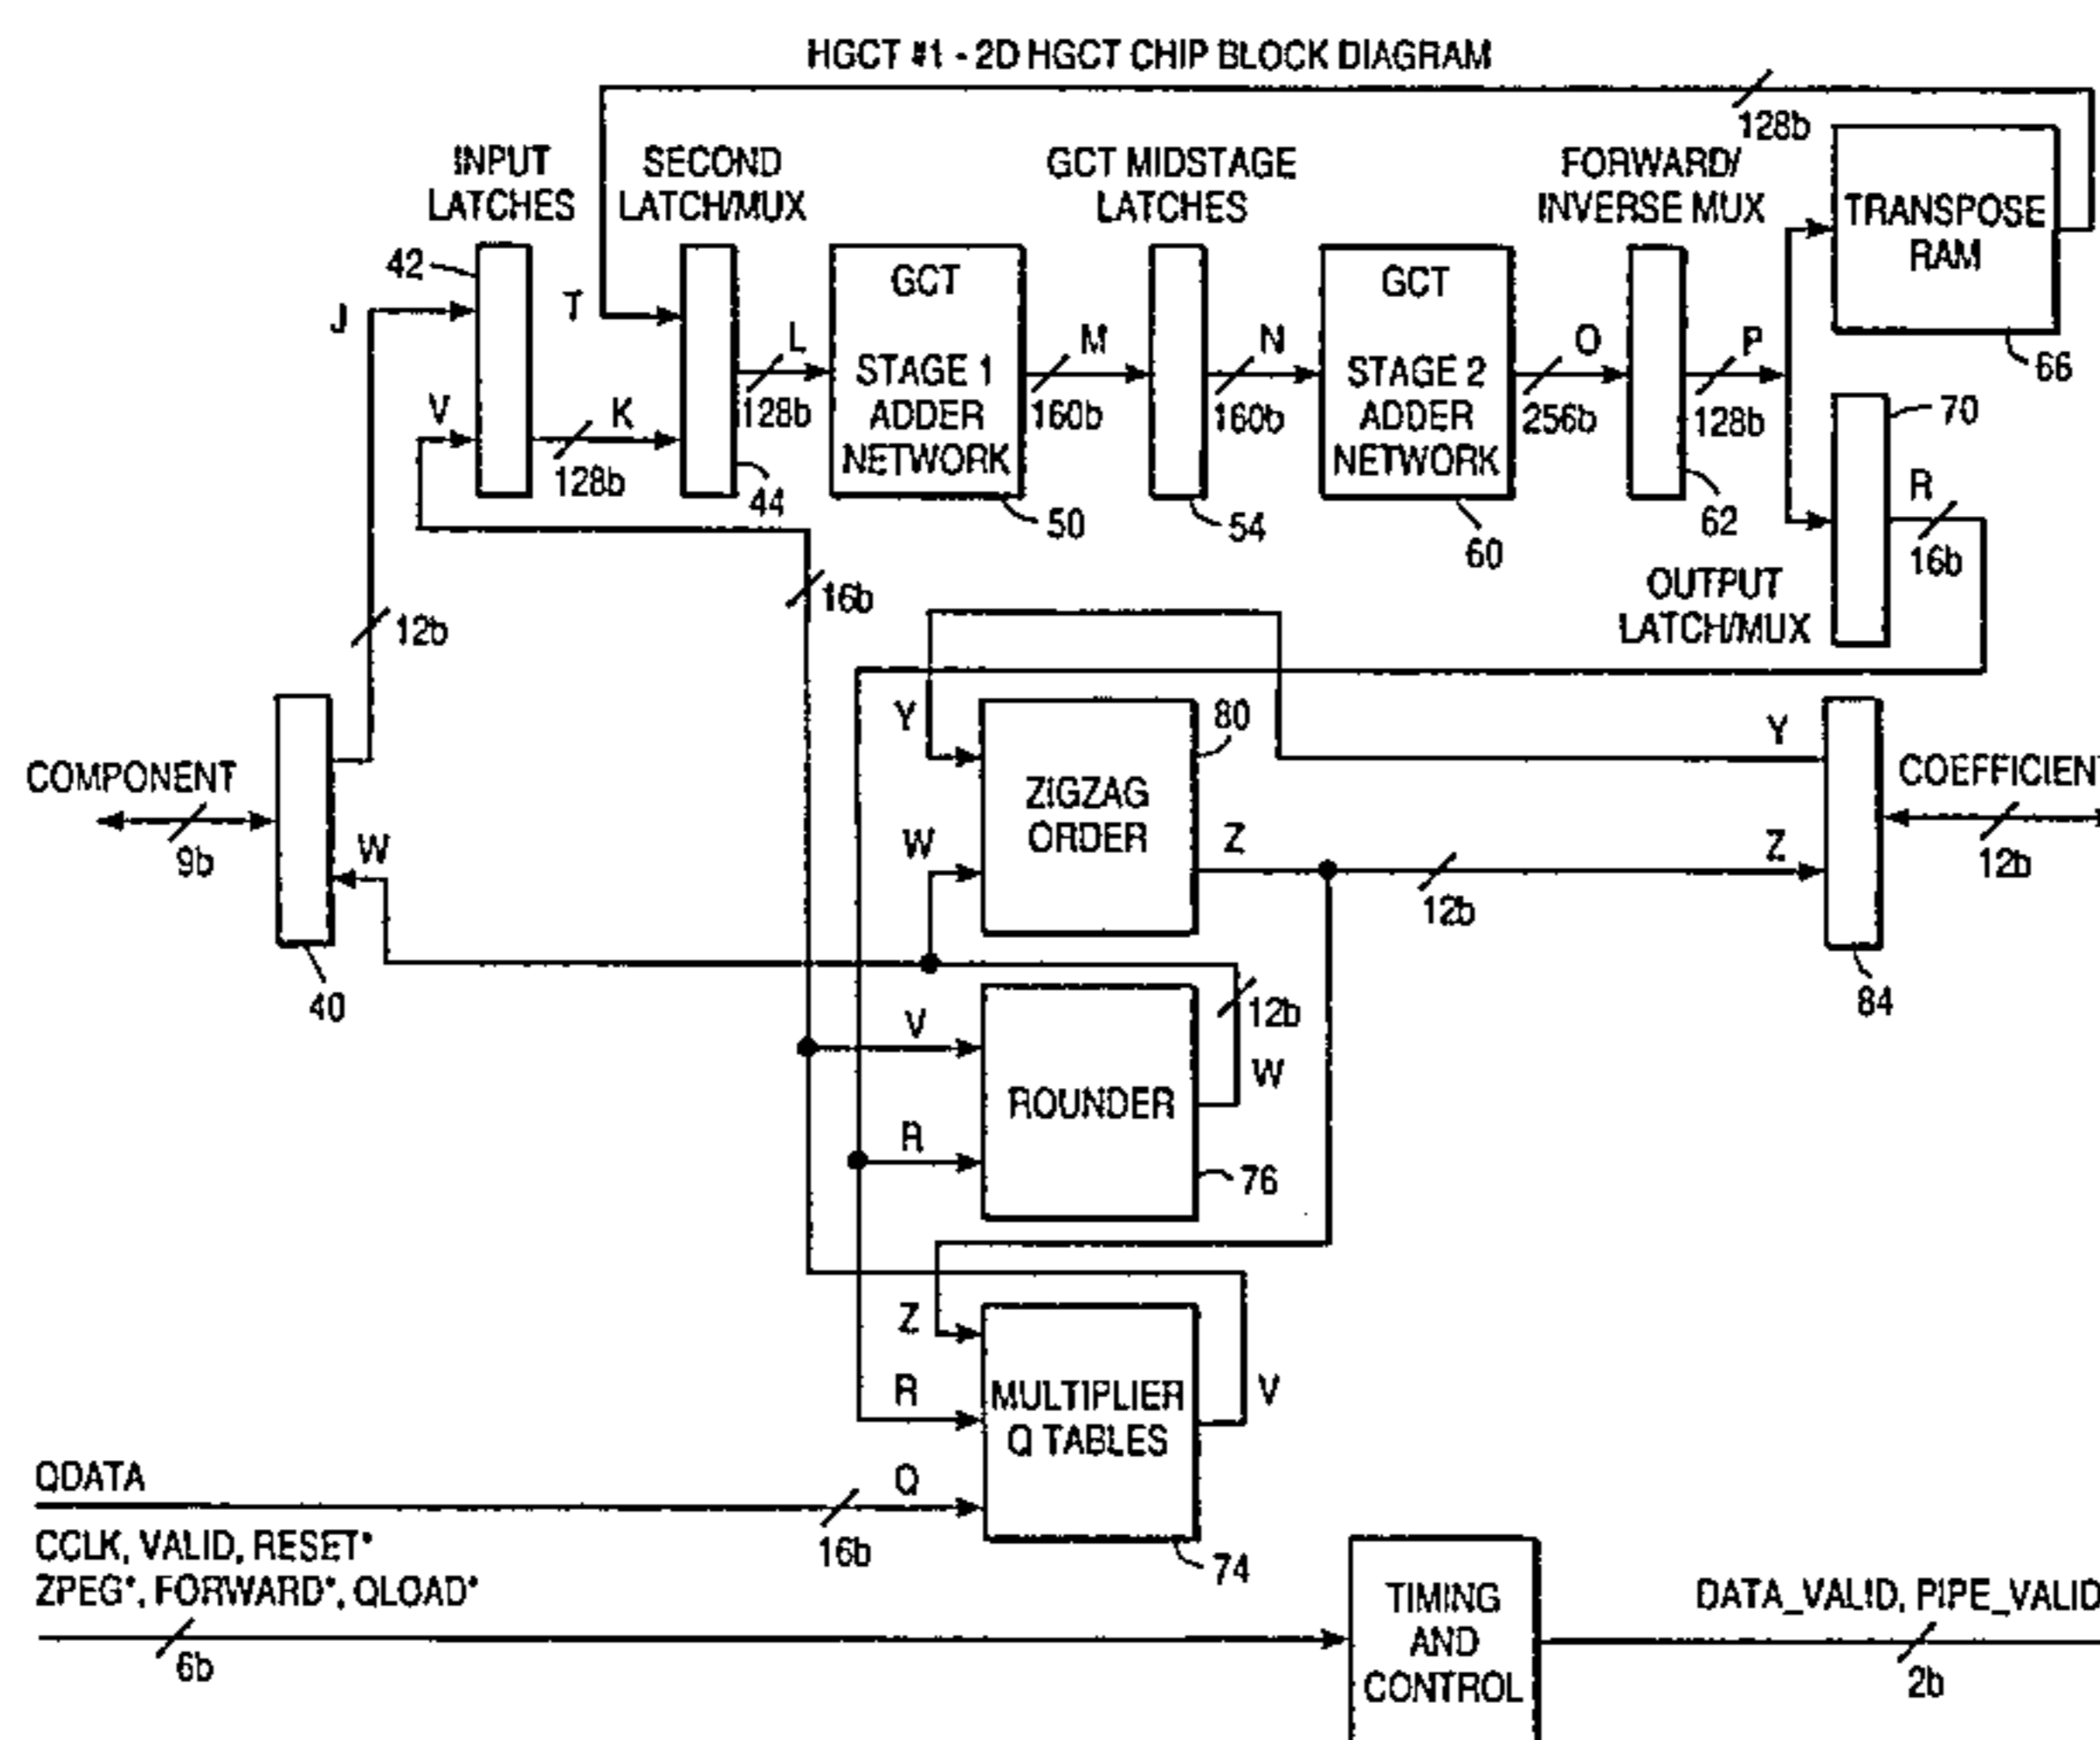 HGCT #1 - 2D HGCT CHIP BLOCK DIAGRAM
128b
INPUT
LATCHES
SECOND
LATCH/MUX
GCT MIDSTAGE
LATCHES
FORWARD/
INVERSE MUX
TRANSPOSE
RAM
66
42
J
V
T
K
128b
44
L
128b
GCT
STAGE 1
ADDER
NETWORK
50
M
160b
54
N
160b
GCT
STAGE 2
ADDER
NETWORK
60
O
256b
62
P
128b
70
R
16b
OUTPUT
LATCH/MUX
16b
12b
COMPONENT
9b
W
40
Y
W
ZIGZAG
ORDER
80
Z
12b
Y
Z
COEFFICIENT
12b
84
V
R
ROUNDER
12b
W
76
Z
R
Q
MULTIPLIER
Q TABLES
V
74
QDATA
16b
CCLK, VALID, RESET*
ZPEG*, FORWARD*, QLOAD*
6b
TIMING
AND
CONTROL
DATA_VALID, PIPE_VALID
2b